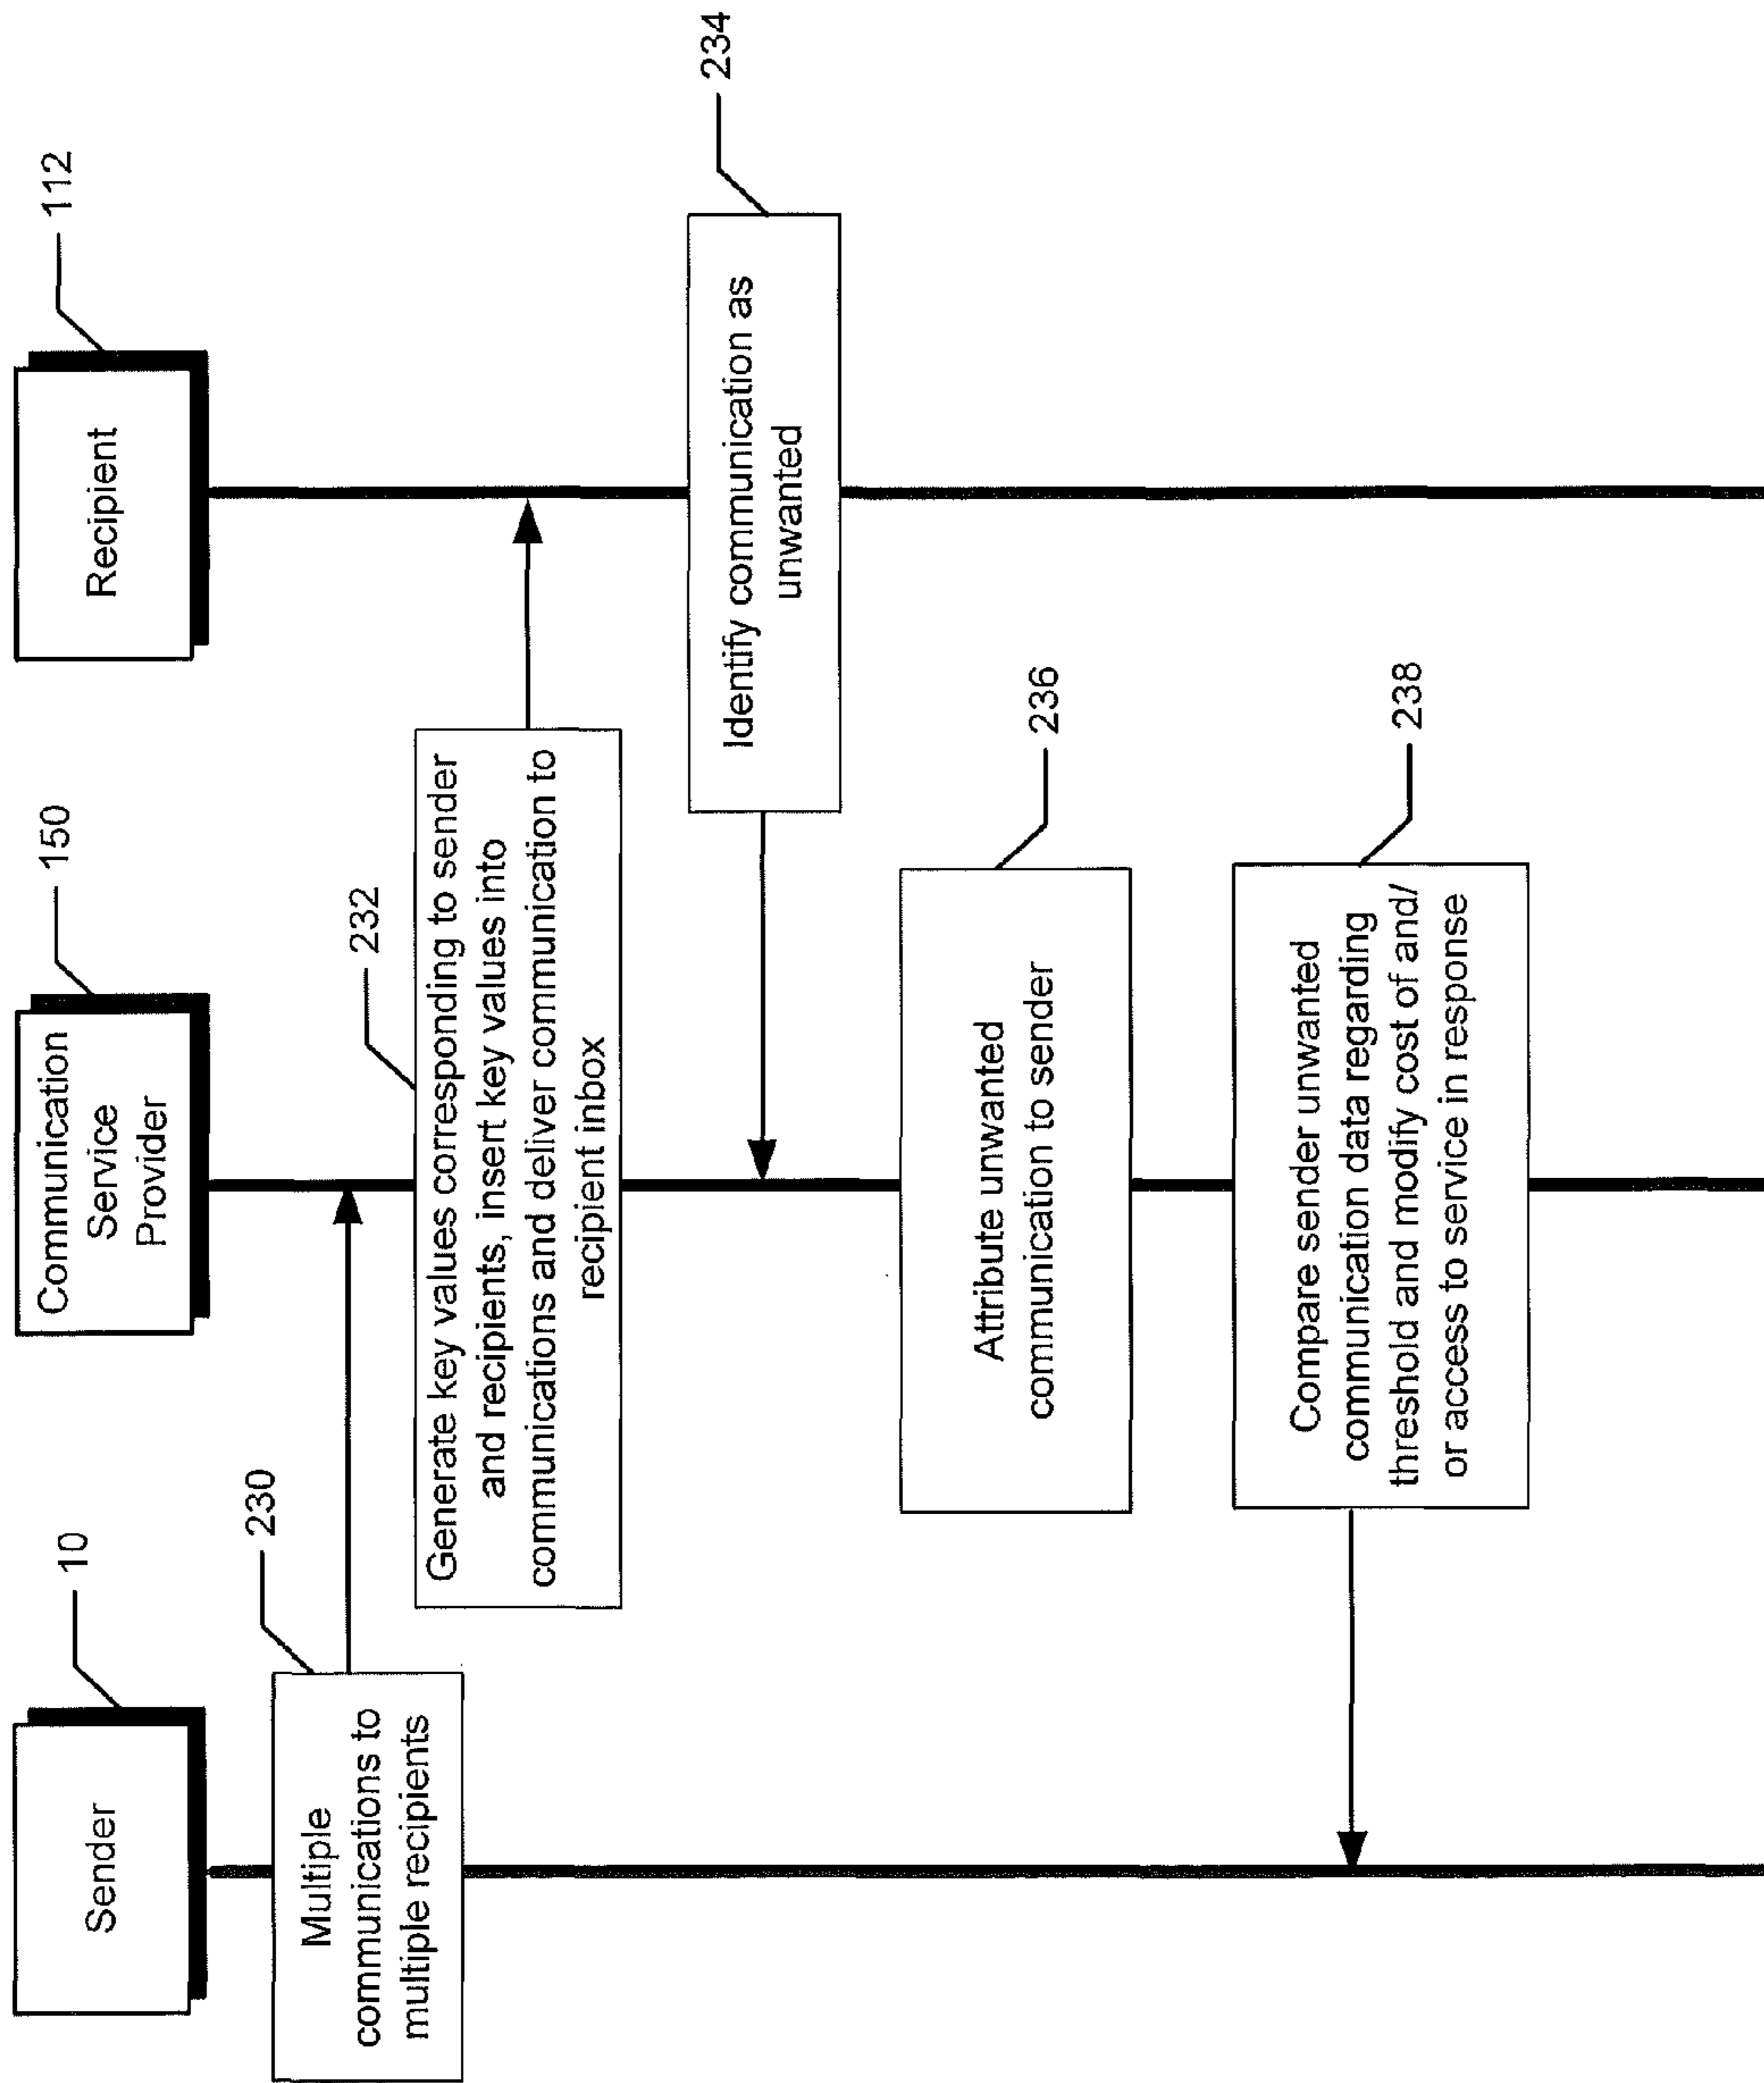 Sender
10
Communication
Service
Provider
150
Recipient
112
Multiple
communications to
multiple recipients
230
Generate key values corresponding to sender
and recipients, insert key values into
communications and deliver communication to
recipient inbox
232
Identify communication as
unwanted
234
Attribute unwanted
communication to sender
236
Compare sender unwanted
communication data regarding
threshold and modify cost of and/
or access to service in response
238